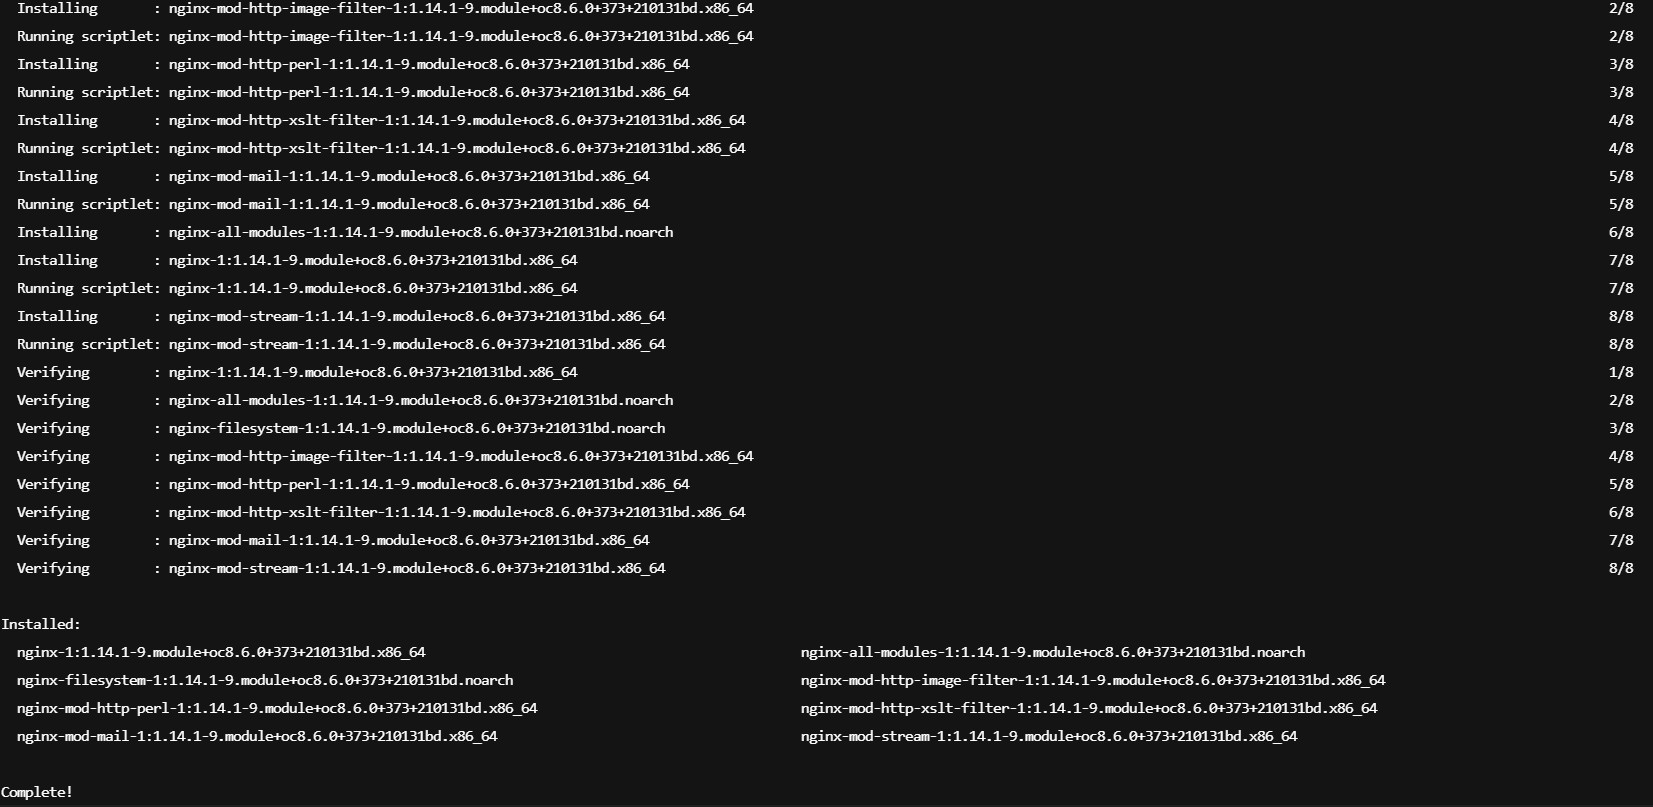 Installing : nginx-mod-http-image-filter-1:1.14.1-9.module+oc8.6.0+373+210131bd.x86_64 2/8
Running scriptlet: nginx-mod-http-image-filter-1:1.14.1-9.module+oc8.6.0+373+210131bd.x86_64 2/8
Installing : nginx-mod-http-perl-1:1.14.1-9.module+oc8.6.0+373+210131bd.x86_64 3/8
Running scriptlet: nginx-mod-http-perl-1:1.14.1-9.module+oc8.6.0+373+210131bd.x86_64 3/8
Installing : nginx-mod-http-xslt-filter-1:1.14.1-9.module+oc8.6.0+373+210131bd.x86_64 4/8
Running scriptlet: nginx-mod-http-xslt-filter-1:1.14.1-9.module+oc8.6.0+373+210131bd.x86_64 4/8
Installing : nginx-mod-mail-1:1.14.1-9.module+oc8.6.0+373+210131bd.x86_64 5/8
Running scriptlet: nginx-mod-mail-1:1.14.1-9.module+oc8.6.0+373+210131bd.x86_64 5/8
Installing : nginx-all-modules-1:1.14.1-9.module+oc8.6.0+373+210131bd.noarch 6/8
Installing : nginx-1:1.14.1-9.module+oc8.6.0+373+210131bd.x86_64 7/8
Running scriptlet: nginx-1:1.14.1-9.module+oc8.6.0+373+210131bd.x86_64 7/8
Installing : nginx-mod-stream-1:1.14.1-9.module+oc8.6.0+373+210131bd.x86_64 8/8
Running scriptlet: nginx-mod-stream-1:1.14.1-9.module+oc8.6.0+373+210131bd.x86_64 8/8
Verifying : nginx-1:1.14.1-9.module+oc8.6.0+373+210131bd.x86_64 1/8
Verifying : nginx-all-modules-1:1.14.1-9.module+oc8.6.0+373+210131bd.noarch 2/8
Verifying : nginx-filesystem-1:1.14.1-9.module+oc8.6.0+373+210131bd.noarch 3/8
Verifying : nginx-mod-http-image-filter-1:1.14.1-9.module+oc8.6.0+373+210131bd.x86_64 4/8
Verifying : nginx-mod-http-perl-1:1.14.1-9.module+oc8.6.0+373+210131bd.x86_64 5/8
Verifying : nginx-mod-http-xslt-filter-1:1.14.1-9.module+oc8.6.0+373+210131bd.x86_64 6/8
Verifying : nginx-mod-mail-1:1.14.1-9.module+oc8.6.0+373+210131bd.x86_64 7/8
Verifying : nginx-mod-stream-1:1.14.1-9.module+oc8.6.0+373+210131bd.x86_64 8/8
Installed:
nginx-1:1.14.1-9.module+oc8.6.0+373+210131bd.x86_64 nginx-all-modules-1:1.14.1-9.module+oc8.6.0+373+210131bd.noarch
nginx-filesystem-1:1.14.1-9.module+oc8.6.0+373+210131bd.noarch nginx-mod-http-image-filter-1:1.14.1-9.module+oc8.6.0+373+210131bd.x86_64
nginx-mod-http-perl-1:1.14.1-9.module+oc8.6.0+373+210131bd.x86_64 nginx-mod-http-xslt-filter-1:1.14.1-9.module+oc8.6.0+373+210131bd.x86_64
nginx-mod-mail-1:1.14.1-9.module+oc8.6.0+373+210131bd.x86_64 nginx-mod-stream-1:1.14.1-9.module+oc8.6.0+373+210131bd.x86_64
Complete!